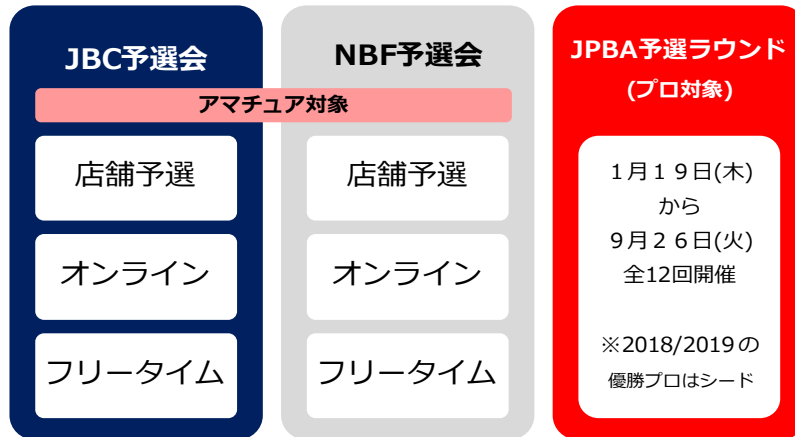 JBC予選会
NBF予選会
JPBA予選ラウンド
(プロ対象)
アマチュア対象
店舗予選
店舗予選
オンライン
オンライン
フリータイム
フリータイム
１月１９日(木)
から
９月２６日(火)
全12回開催
※2018/2019の
優勝プロはシード